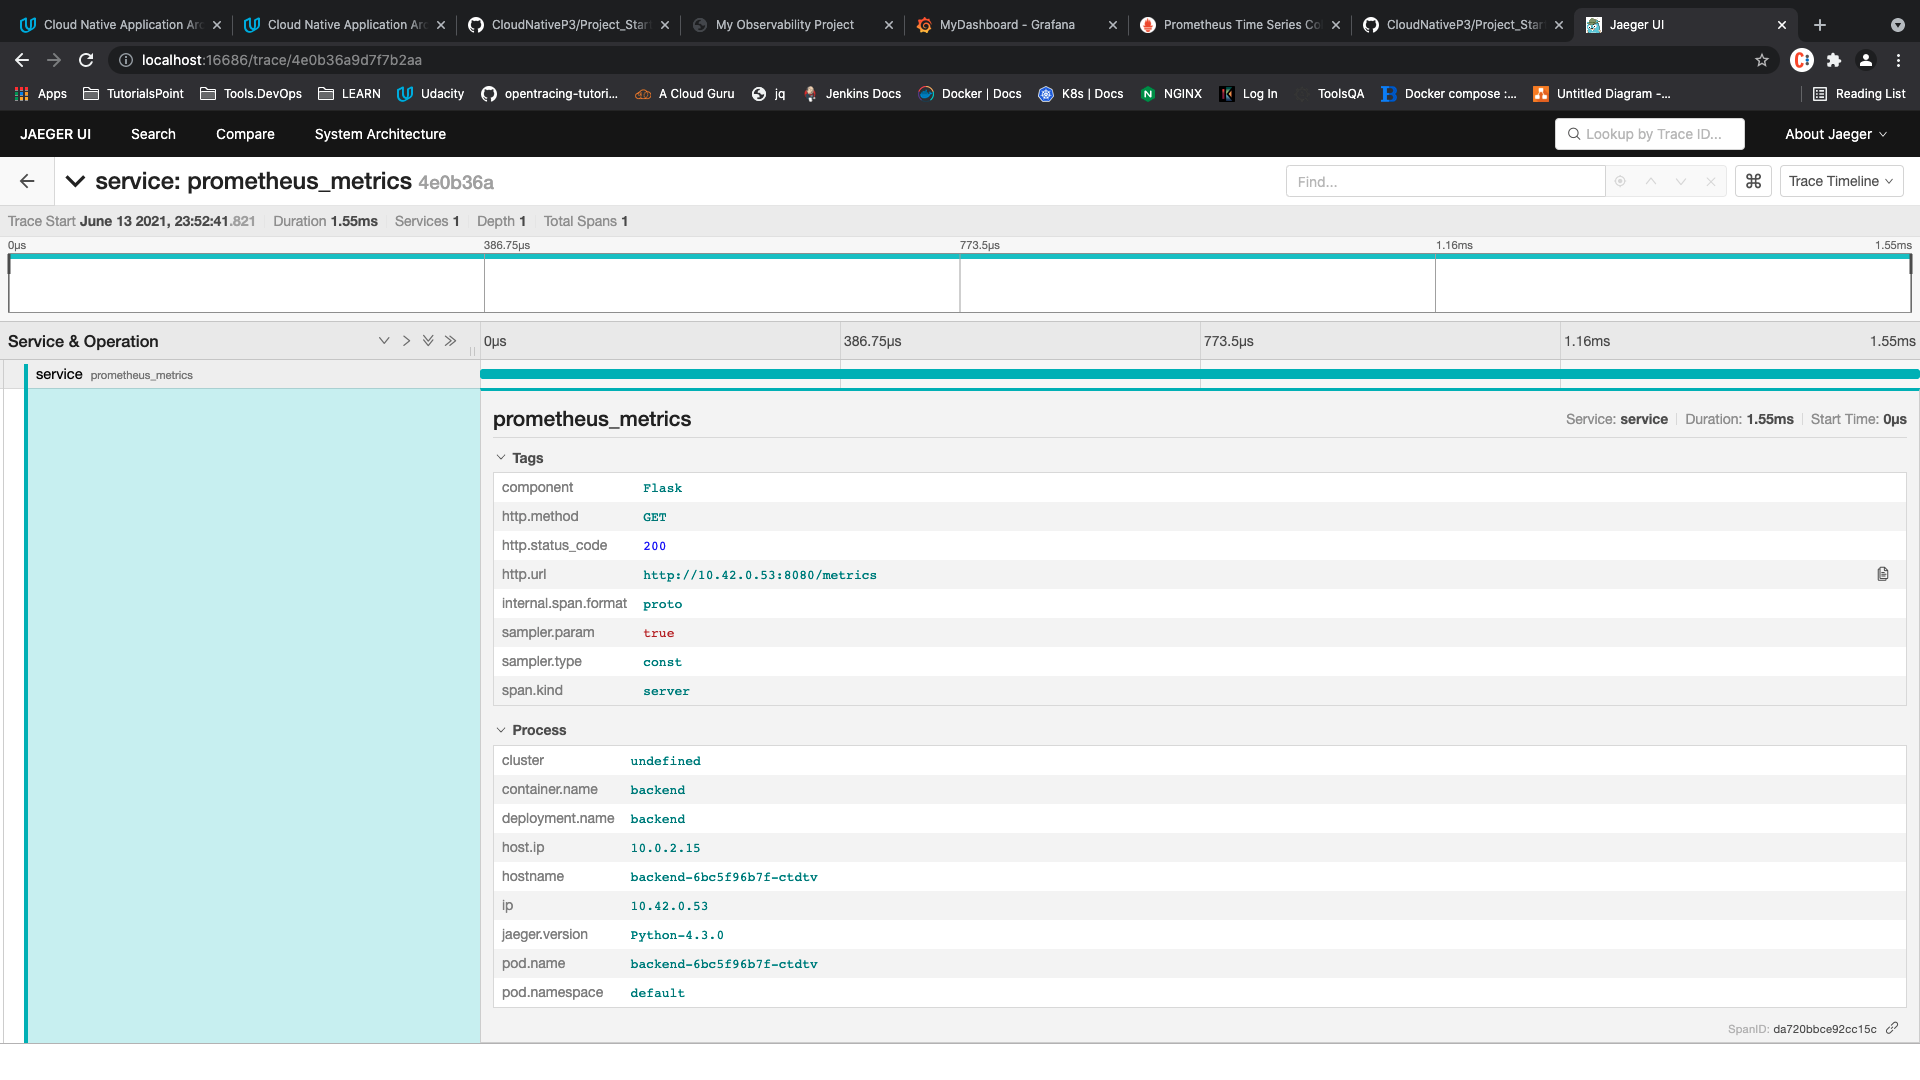 Cloud Native Application Arc
Cloud Native Application Arc
CloudNativeP3/Project_Start
My Observability Project
MyDashboard - Grafana
Prometheus Time Series Co
CloudNativeP3/Project_Start
Jaeger UI
localhost:16686/trace/4e0b36a9d7f7b2aa
Apps TutorialsPoint Tools.DevOps LEARN Udacity opentracing-tutori... A Cloud Guru jq Jenkins Docs Docker | Docs K8s | Docs NGINX Log In ToolsQA Docker compose :... Untitled Diagram -... Reading List
JAEGER UI Search Compare System Architecture Lookup by Trace ID... About Jaeger
service: prometheus_metrics 4e0b36a Find... ⌘ Trace Timeline
Trace Start June 13 2021, 23:52:41.821 Duration 1.55ms Services 1 Depth 1 Total Spans 1
0μs 386.75μs 773.5μs 1.16ms 1.55ms
Service & Operation 0μs 386.75μs 773.5μs 1.16ms 1.55ms
service prometheus_metrics
prometheus_metrics Service: service Duration: 1.55ms Start Time: 0μs
Tags
component Flask
http.method GET
http.status_code 200
http.url http://10.42.0.53:8080/metrics
internal.span.format proto
sampler.param true
sampler.type const
span.kind server
Process
cluster undefined
container.name backend
deployment.name backend
host.ip 10.0.2.15
hostname backend-6bc5f96b7f-ctdtv
ip 10.42.0.53
jaeger.version Python-4.3.0
pod.name backend-6bc5f96b7f-ctdtv
pod.namespace default
SpanID: da720bbce92cc15c